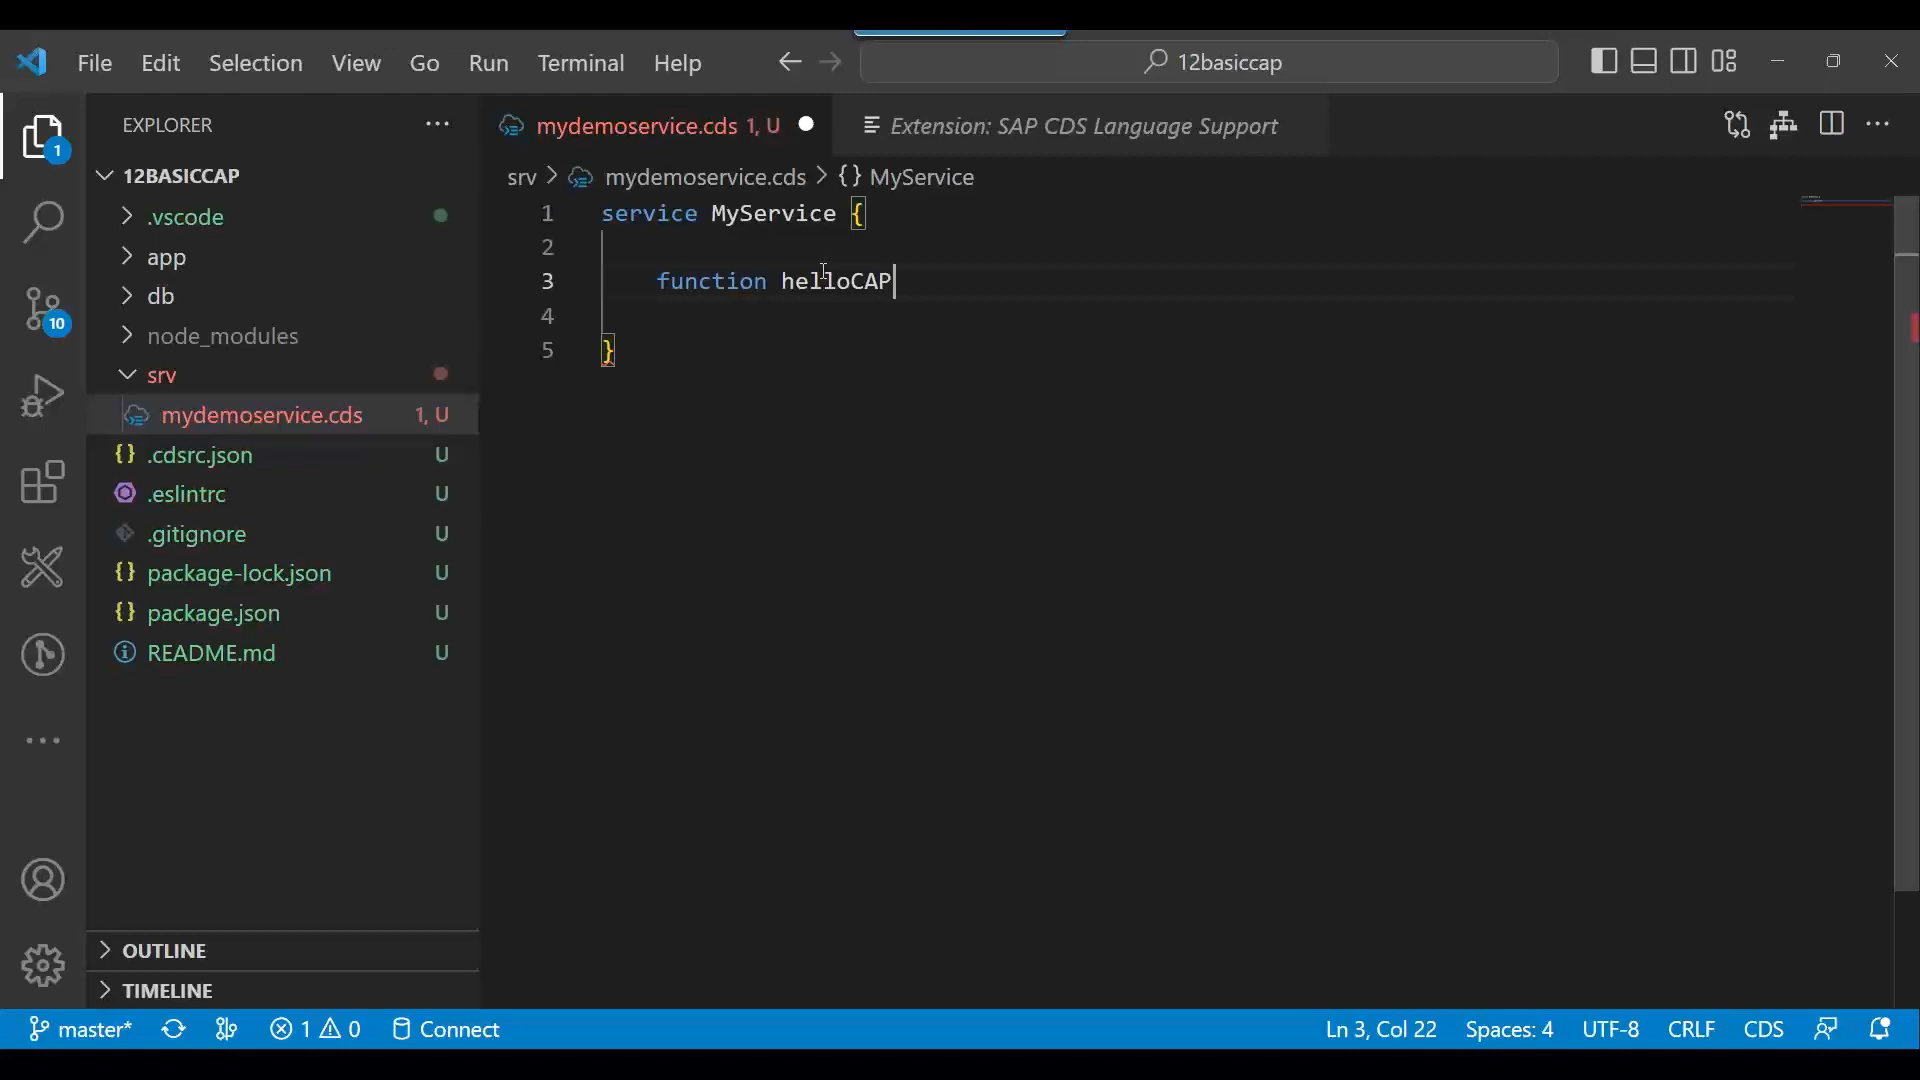 File Edit Selection View Go Run Terminal Help 12basiccap
EXPLORER
mydemoservice.cds 1, U
Extension: SAP CDS Language Support
12BASICCAP
srv > mydemoservice.cds > {} MyService
.vscode
app
db
node_modules
srv
mydemoservice.cds 1, U
{} .cdsrc.json U
.eslintrc U
.gitignore U
{} package-lock.json U
{} package.json U
README.md U
1 service MyService {
2
3 function helloCAP
4
5 }
1
10
OUTLINE
TIMELINE
master* 1 0 Connect Ln 3, Col 22 Spaces: 4 UTF-8 CRLF CDS